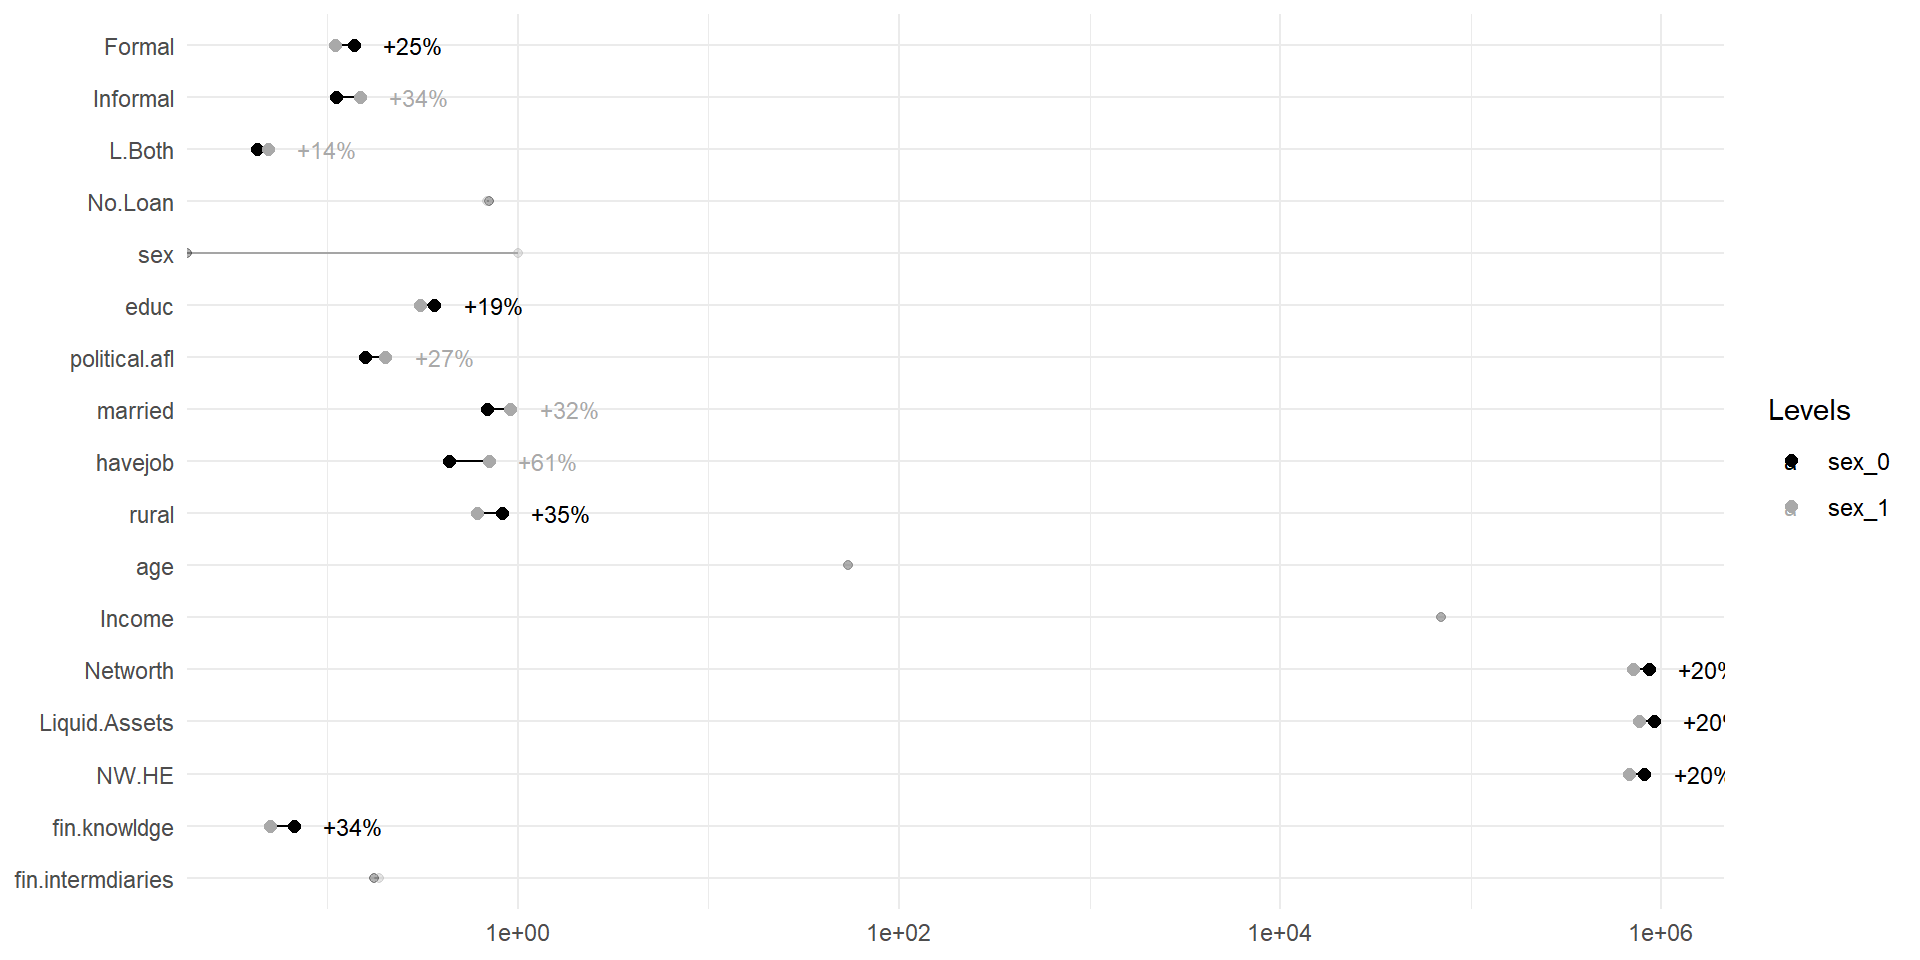 Formal +25%
Informal +34%
L.Both +14%
No.Loan
sex
educ +19%
political.afl +27%
married +32%
havejob +61%
rural +35%
age
Income
Networth +20%
Liquid.Assets +20%
NW.HE +20%
fin.knowldge +34%
fin.intermdiaries
1e+00 1e+02 1e+04 1e+06
Levels
a sex_0
a sex_1